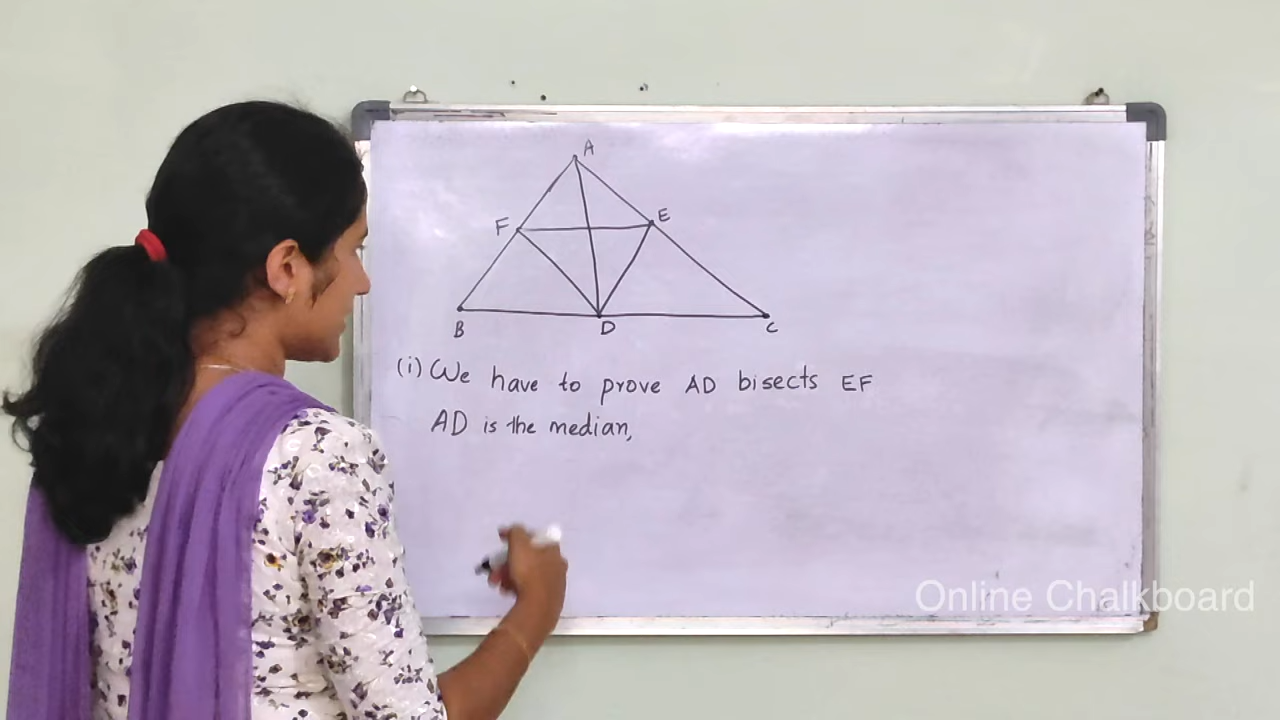 A
F E
B D C
(i) We have to prove AD bisects EF
AD is the median,
Online Chalkboard